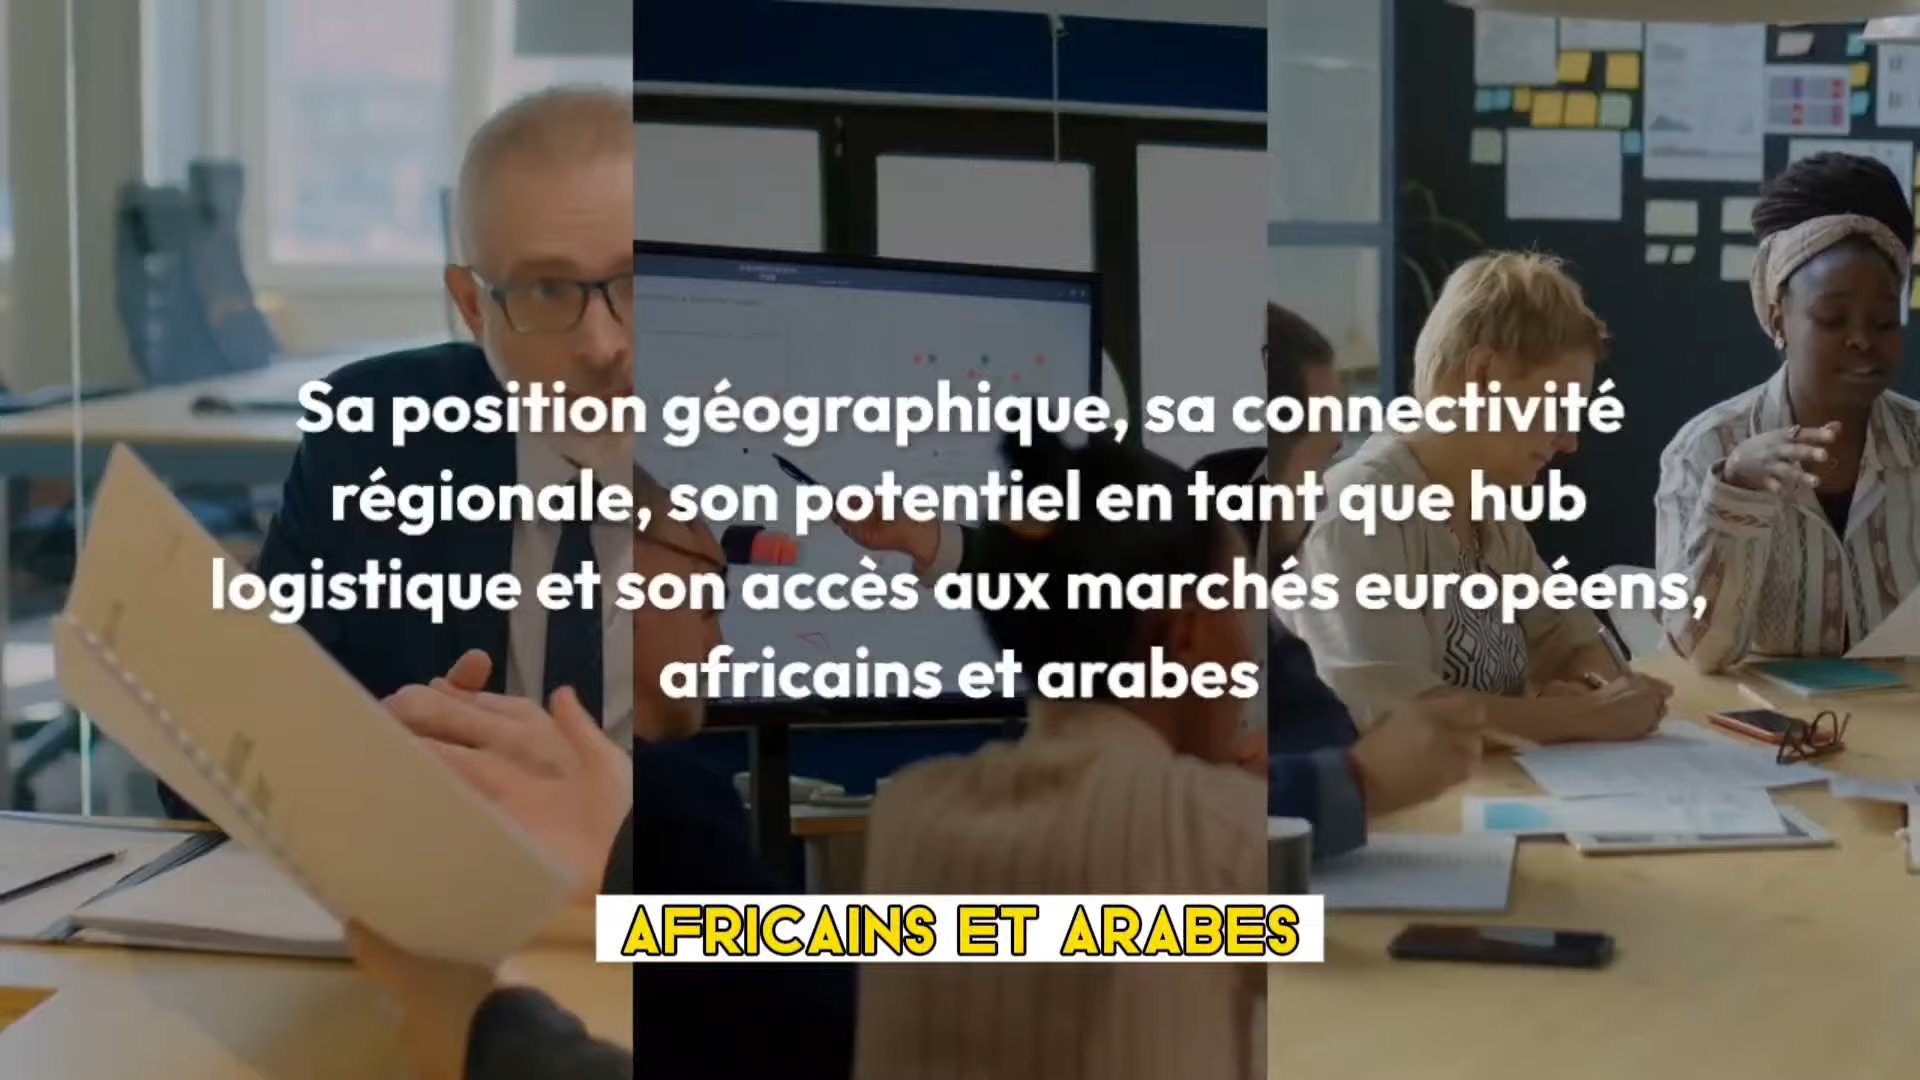 Sa position géographique, sa connectivité
régionale, son potentiel en tant que hub
logistique et son accès aux marchés européens,
africains et arabes
AFRICAINS ET ARABES